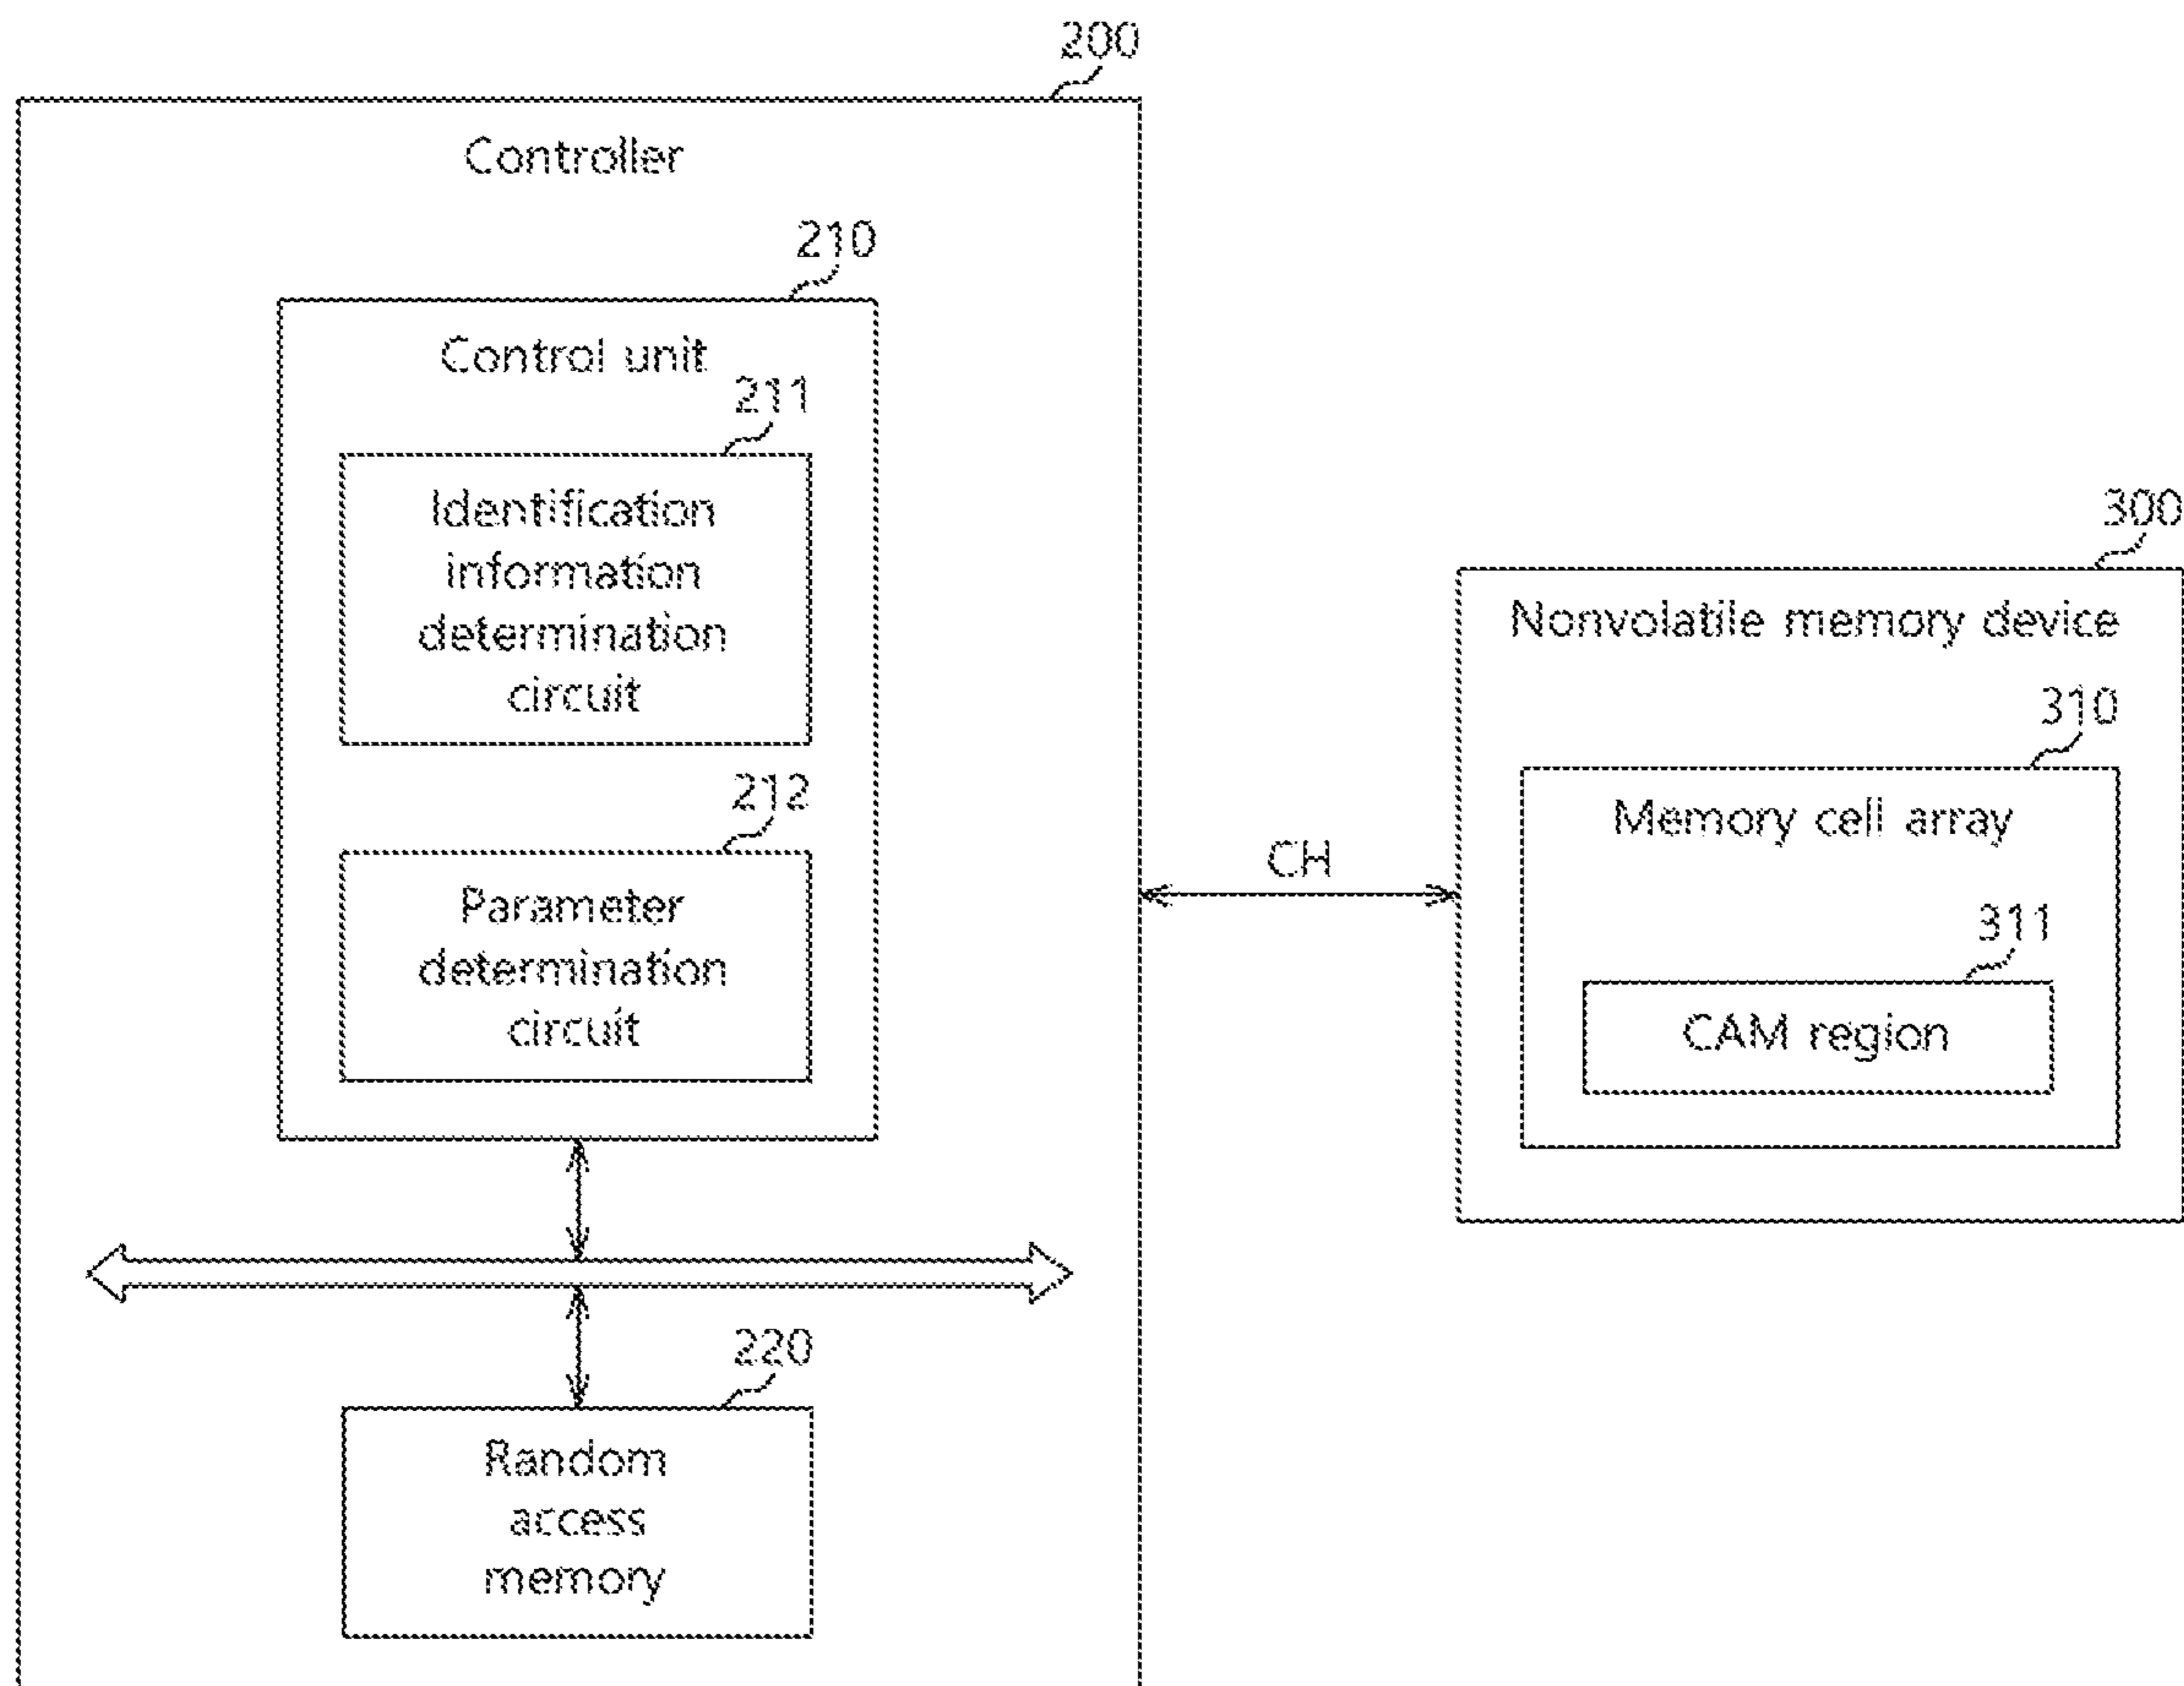 200
Controller
210
Control unit
211
Identification
information
determination
circuit
212
Parameter
determination
circuit
220
Random
access
memory
CH
300
Nonvolatile memory device
310
Memory cell array
311
CAM region